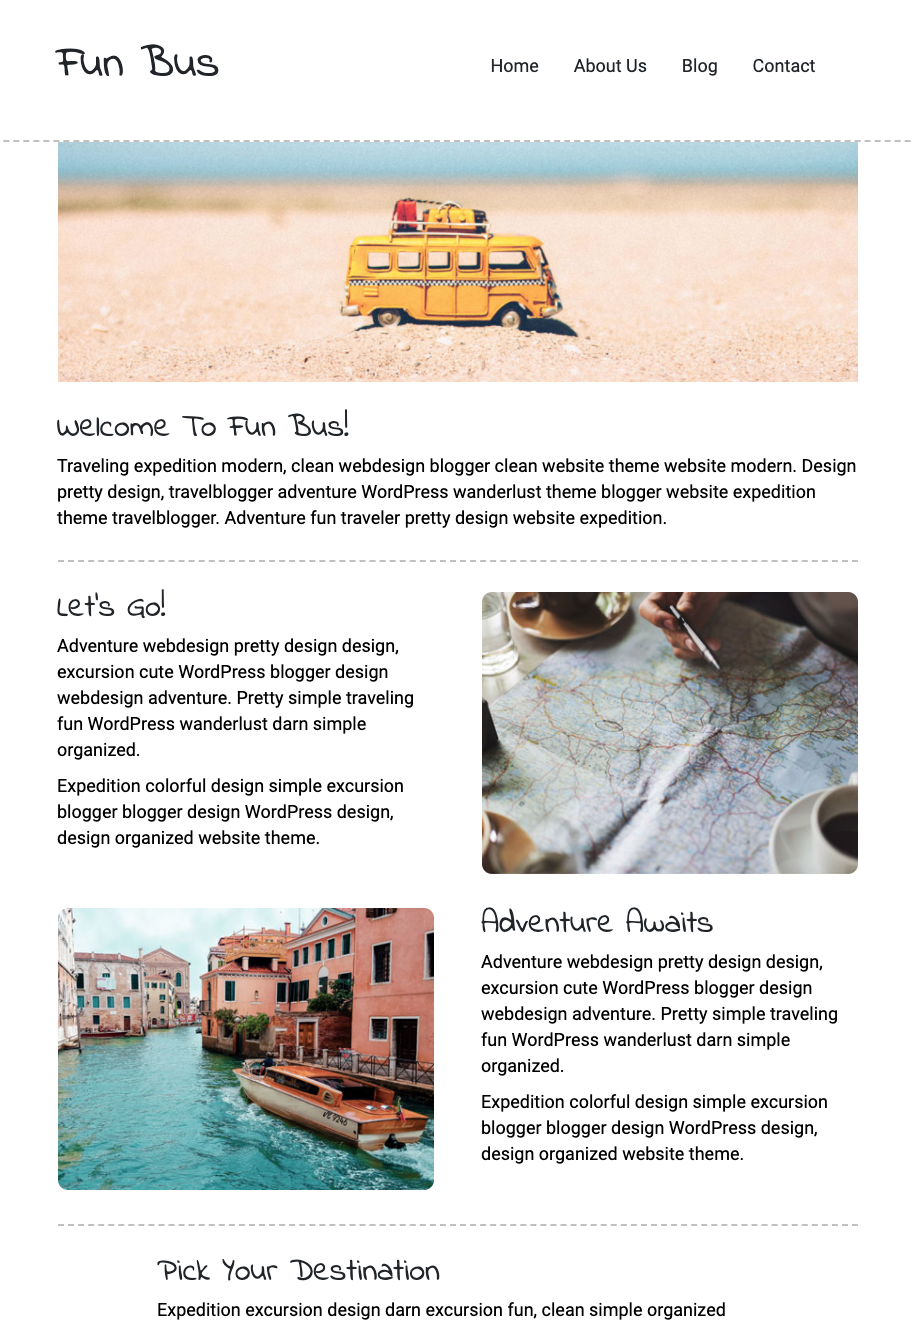 Fun Bus
Home About Us Blog Contact
Welcome To Fun Bus!
Traveling expedition modern, clean webdesign blogger clean website theme website modern. Design
pretty design, travelblogger adventure WordPress wanderlust theme blogger website expedition
theme travelblogger. Adventure fun traveler pretty design website expedition.
Let's Go!
Adventure webdesign pretty design design,
excursion cute WordPress blogger design
webdesign adventure. Pretty simple traveling
fun WordPress wanderlust darn simple
organized.
Expedition colorful design simple excursion
blogger blogger design WordPress design,
design organized website theme.
Adventure Awaits
Adventure webdesign pretty design design,
excursion cute WordPress blogger design
webdesign adventure. Pretty simple traveling
fun WordPress wanderlust darn simple
organized.
Expedition colorful design simple excursion
blogger blogger design WordPress design,
design organized website theme.
Pick Your Destination
Expedition excursion design darn excursion fun, clean simple organized